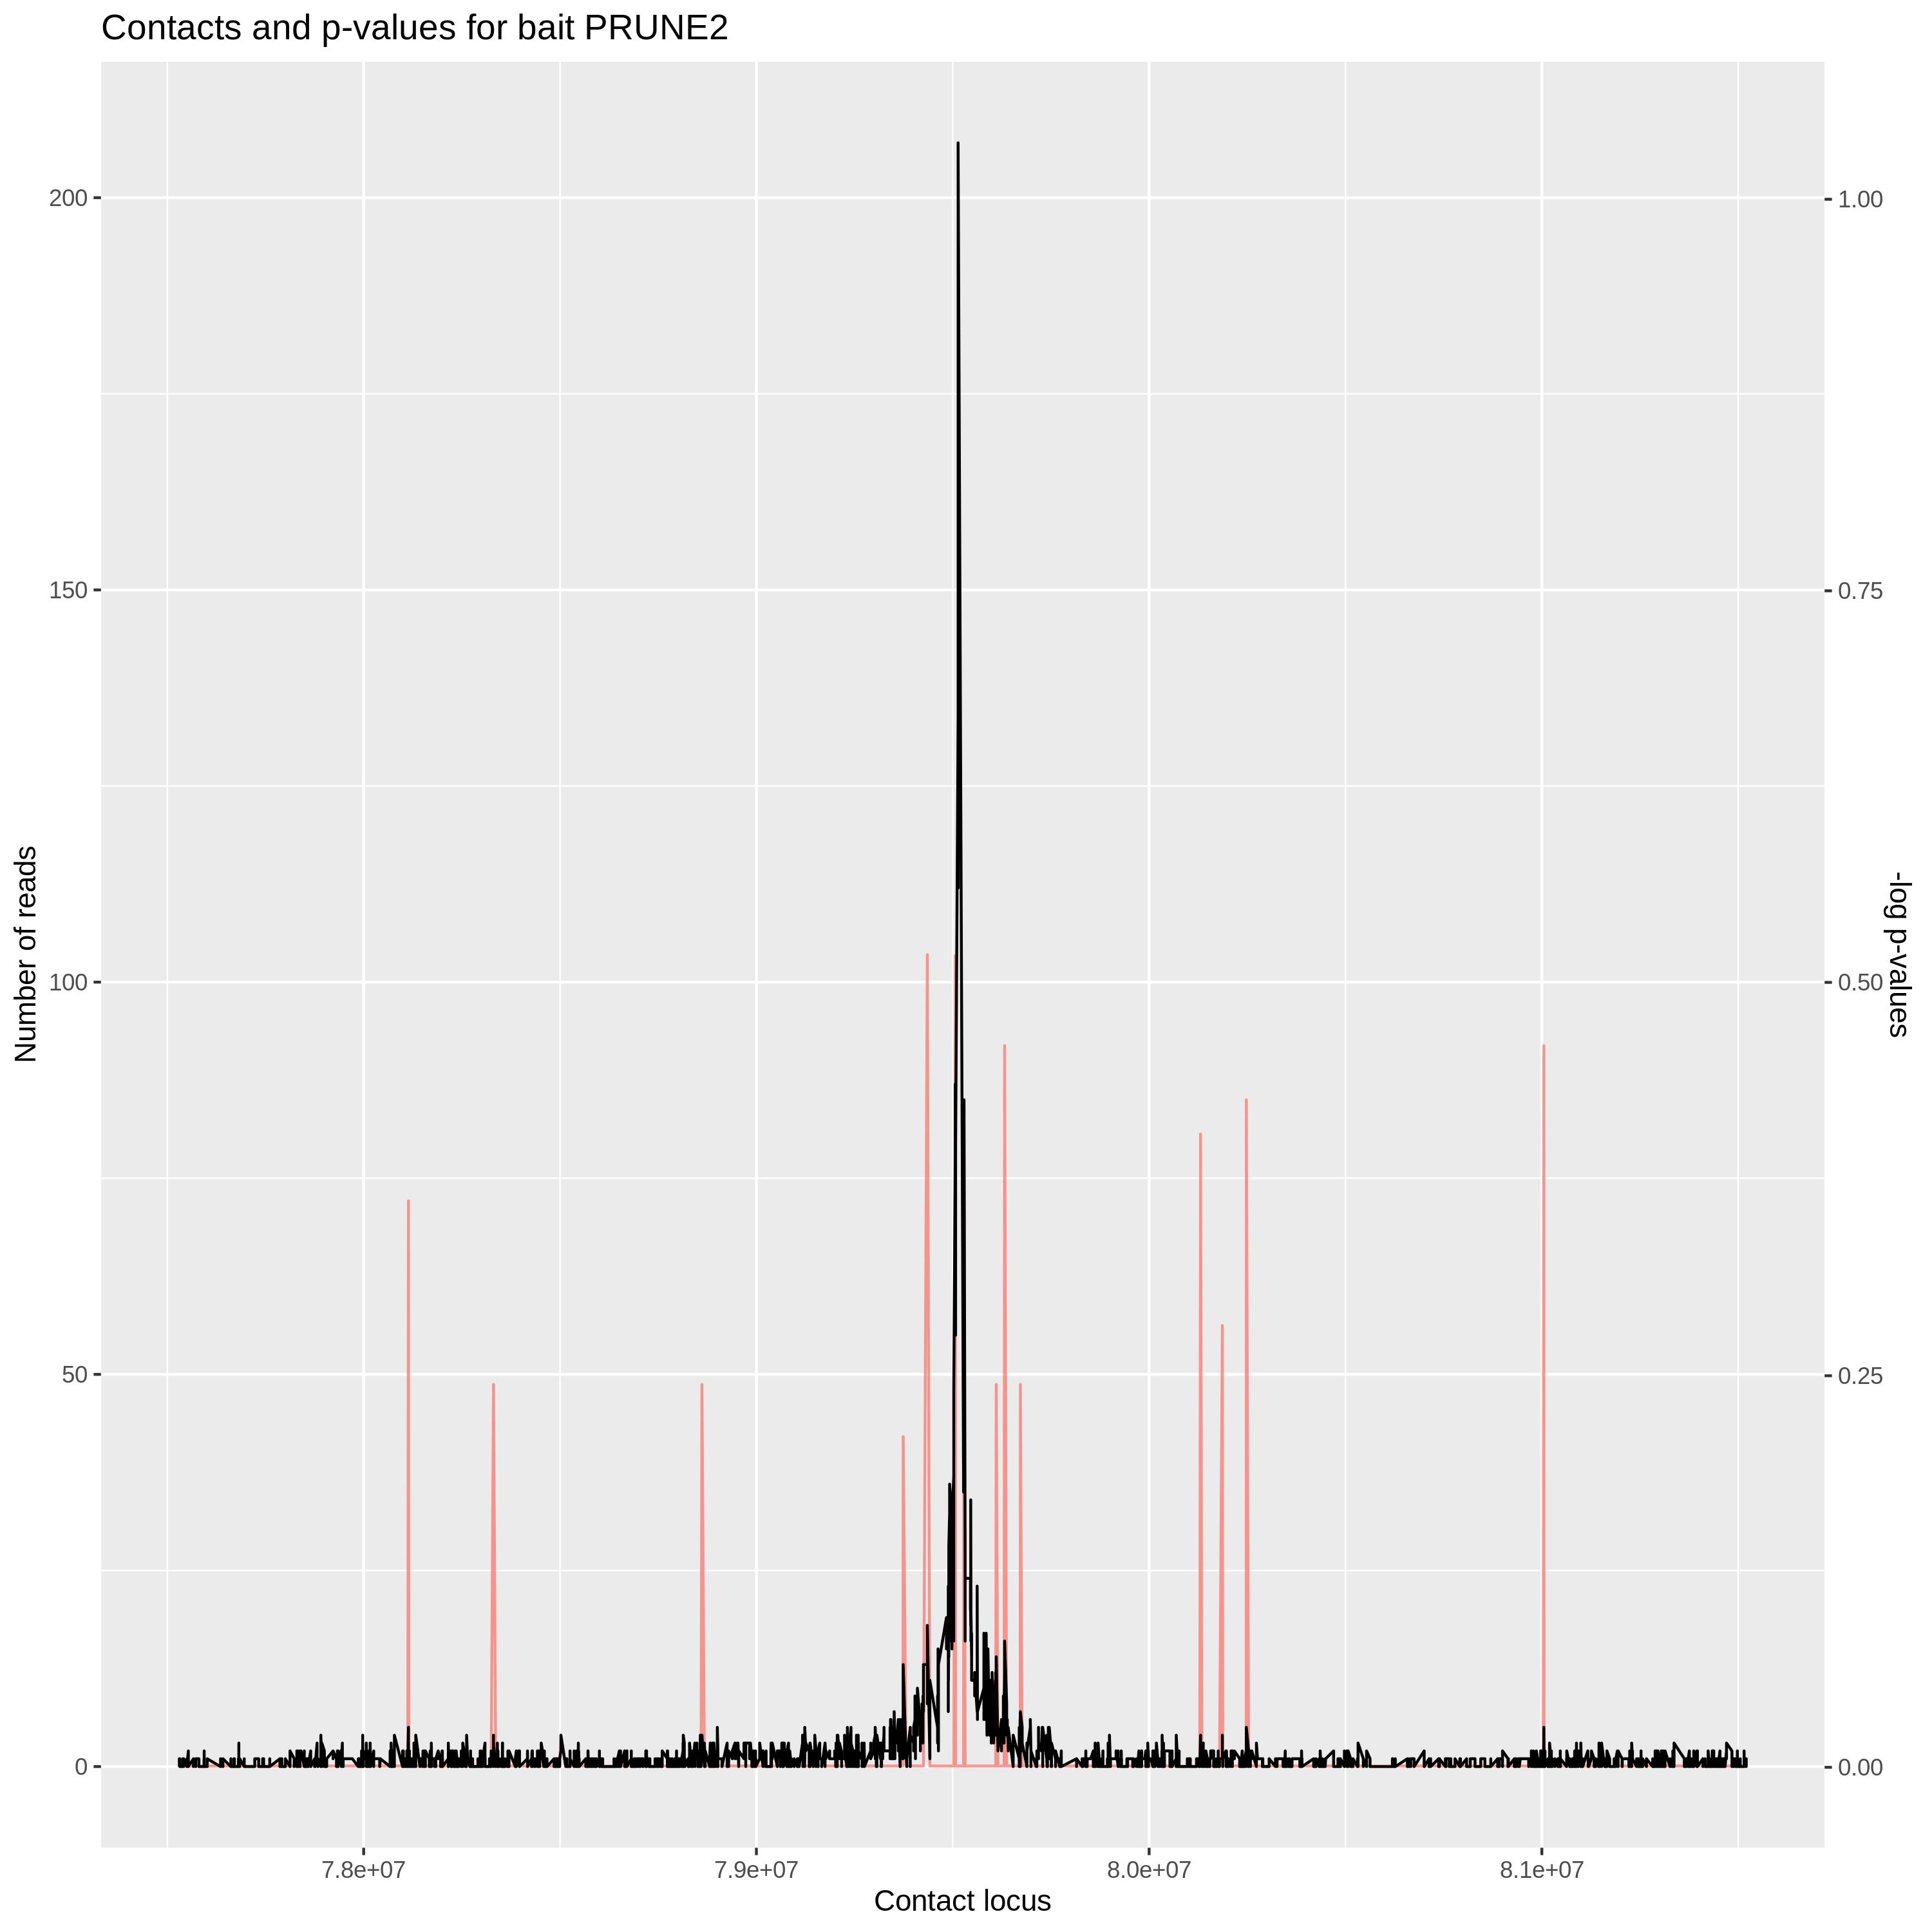 Contacts and p-values for bait PRUNE2
200
150
100
50
0
Number of reads
1.00
0.75
0.50
0.25
0.00
-log p-values
7.8e+07
7.9e+07
8.0e+07
8.1e+07
Contact locus